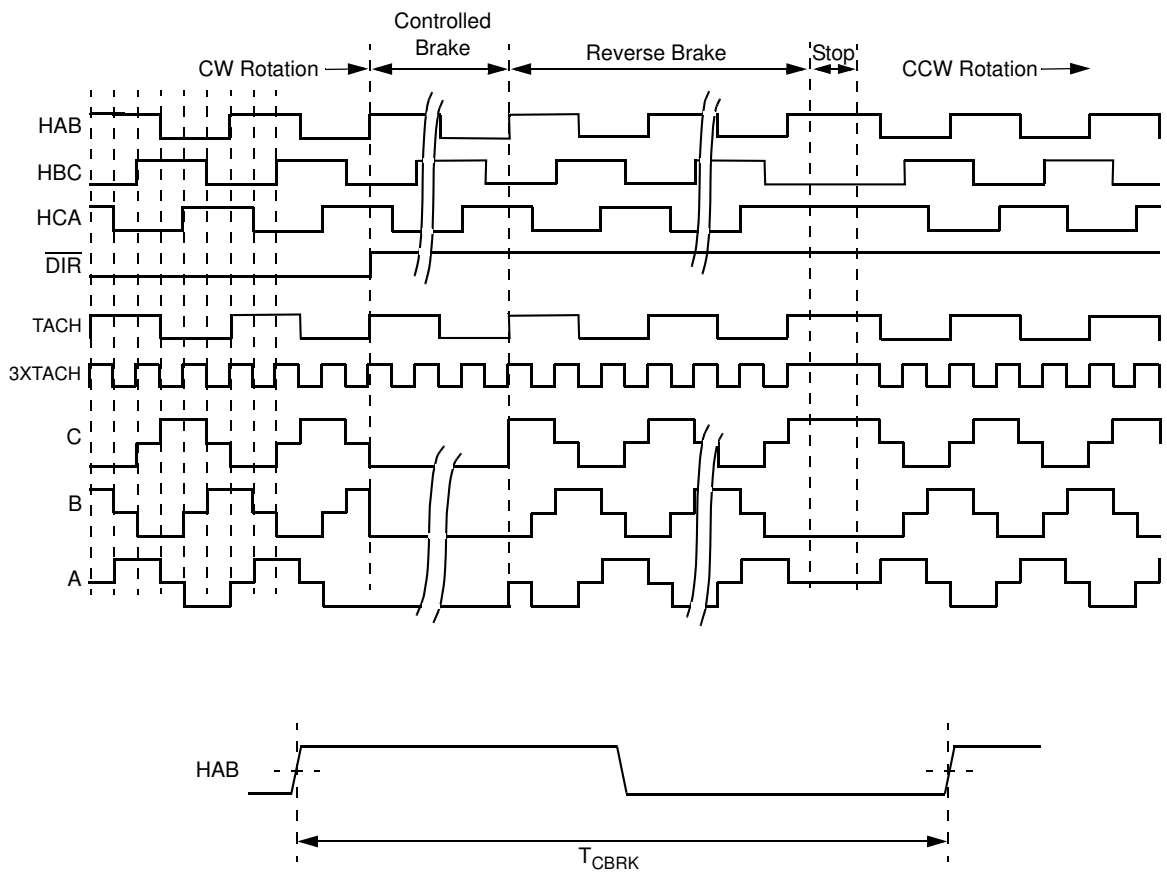 Controlled
Brake
CW Rotation
Reverse Brake
Stop
CCW Rotation
HAB
HBC
HCA
DIR
TACH
3XTACH
C
B
A
HAB
TCBRK